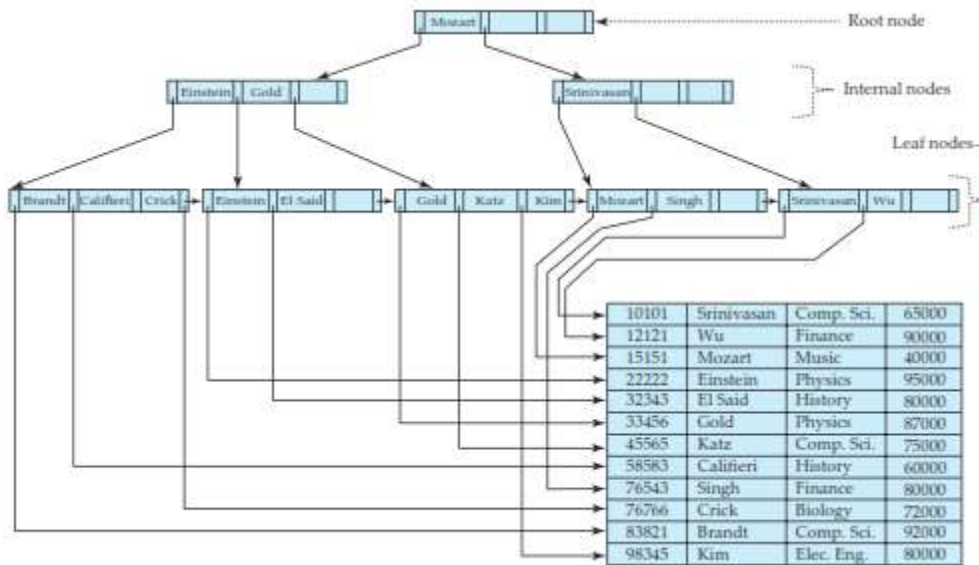 Mozart
Root node
Einstein Gold
Srinivasan
Internal nodes
Leaf nodes
Brandt Califieri Crick
Einstein El Said
Gold Katz Kim
Mozart Singh
Srinivasan Wu
10101 Srinivasan Comp. Sci. 65000
12121 Wu Finance 90000
15151 Mozart Music 40000
22222 Einstein Physics 95000
32343 El Said History 80000
33456 Gold Physics 87000
45565 Katz Comp. Sci. 75000
58583 Califieri History 60000
76543 Singh Finance 80000
76766 Crick Biology 72000
83821 Brandt Comp. Sci. 92000
98345 Kim Elec. Eng. 80000